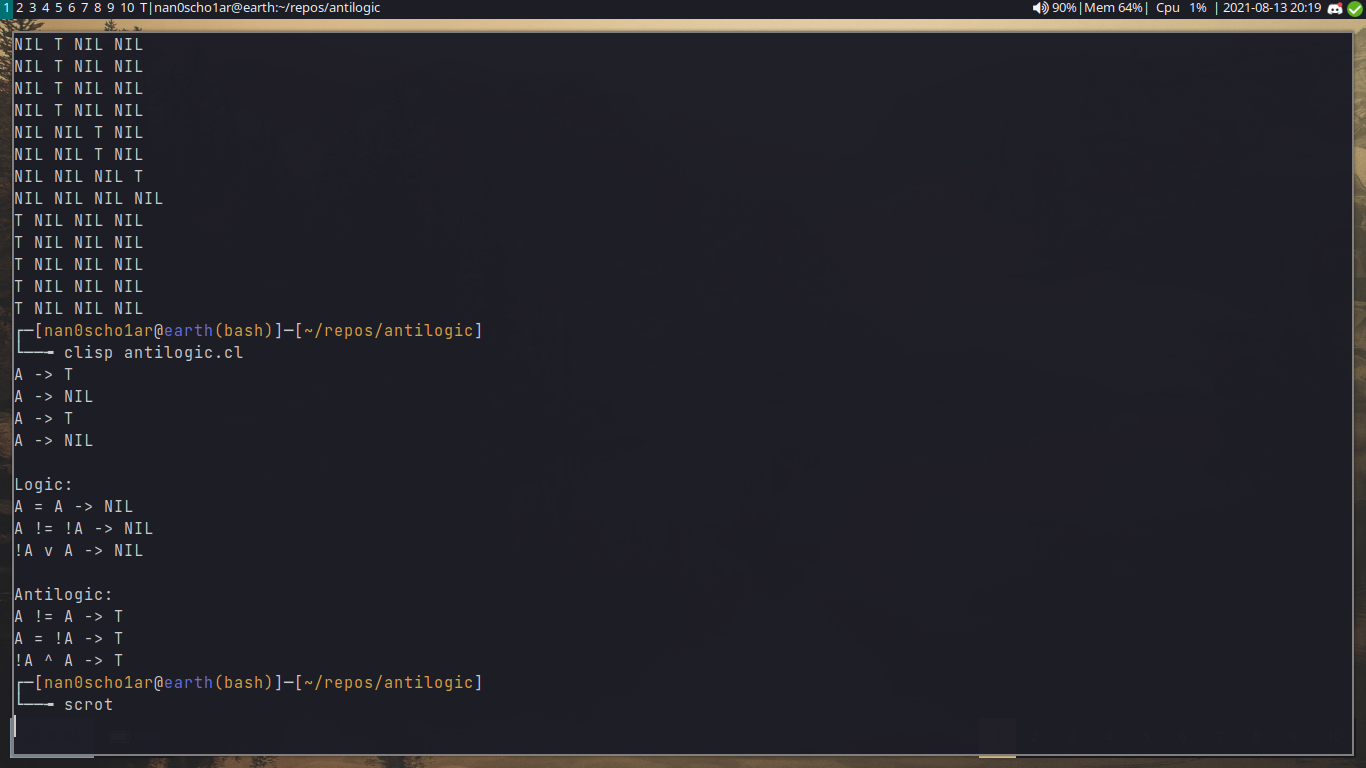 1 2 3 4 5 6 7 8 9 10 T|nan0scho1ar@earth:~/repos/antilogic 90%|Mem 64%| Cpu 1% | 2021-08-13 20:19
NIL T NIL NIL
NIL T NIL NIL
NIL T NIL NIL
NIL T NIL NIL
NIL NIL T NIL
NIL NIL T NIL
NIL NIL NIL T
NIL NIL NIL NIL
T NIL NIL NIL
T NIL NIL NIL
T NIL NIL NIL
T NIL NIL NIL
T NIL NIL NIL
┌─[nan0scho1ar@earth(bash)]─[~/repos/antilogic]
└──╼ clisp antilogic.cl
A -> T
A -> NIL
A -> T
A -> NIL
Logic:
A = A -> NIL
A != !A -> NIL
!A v A -> NIL
Antilogic:
A != A -> T
A = !A -> T
!A ^ A -> T
┌─[nan0scho1ar@earth(bash)]─[~/repos/antilogic]
└──╼ scrot